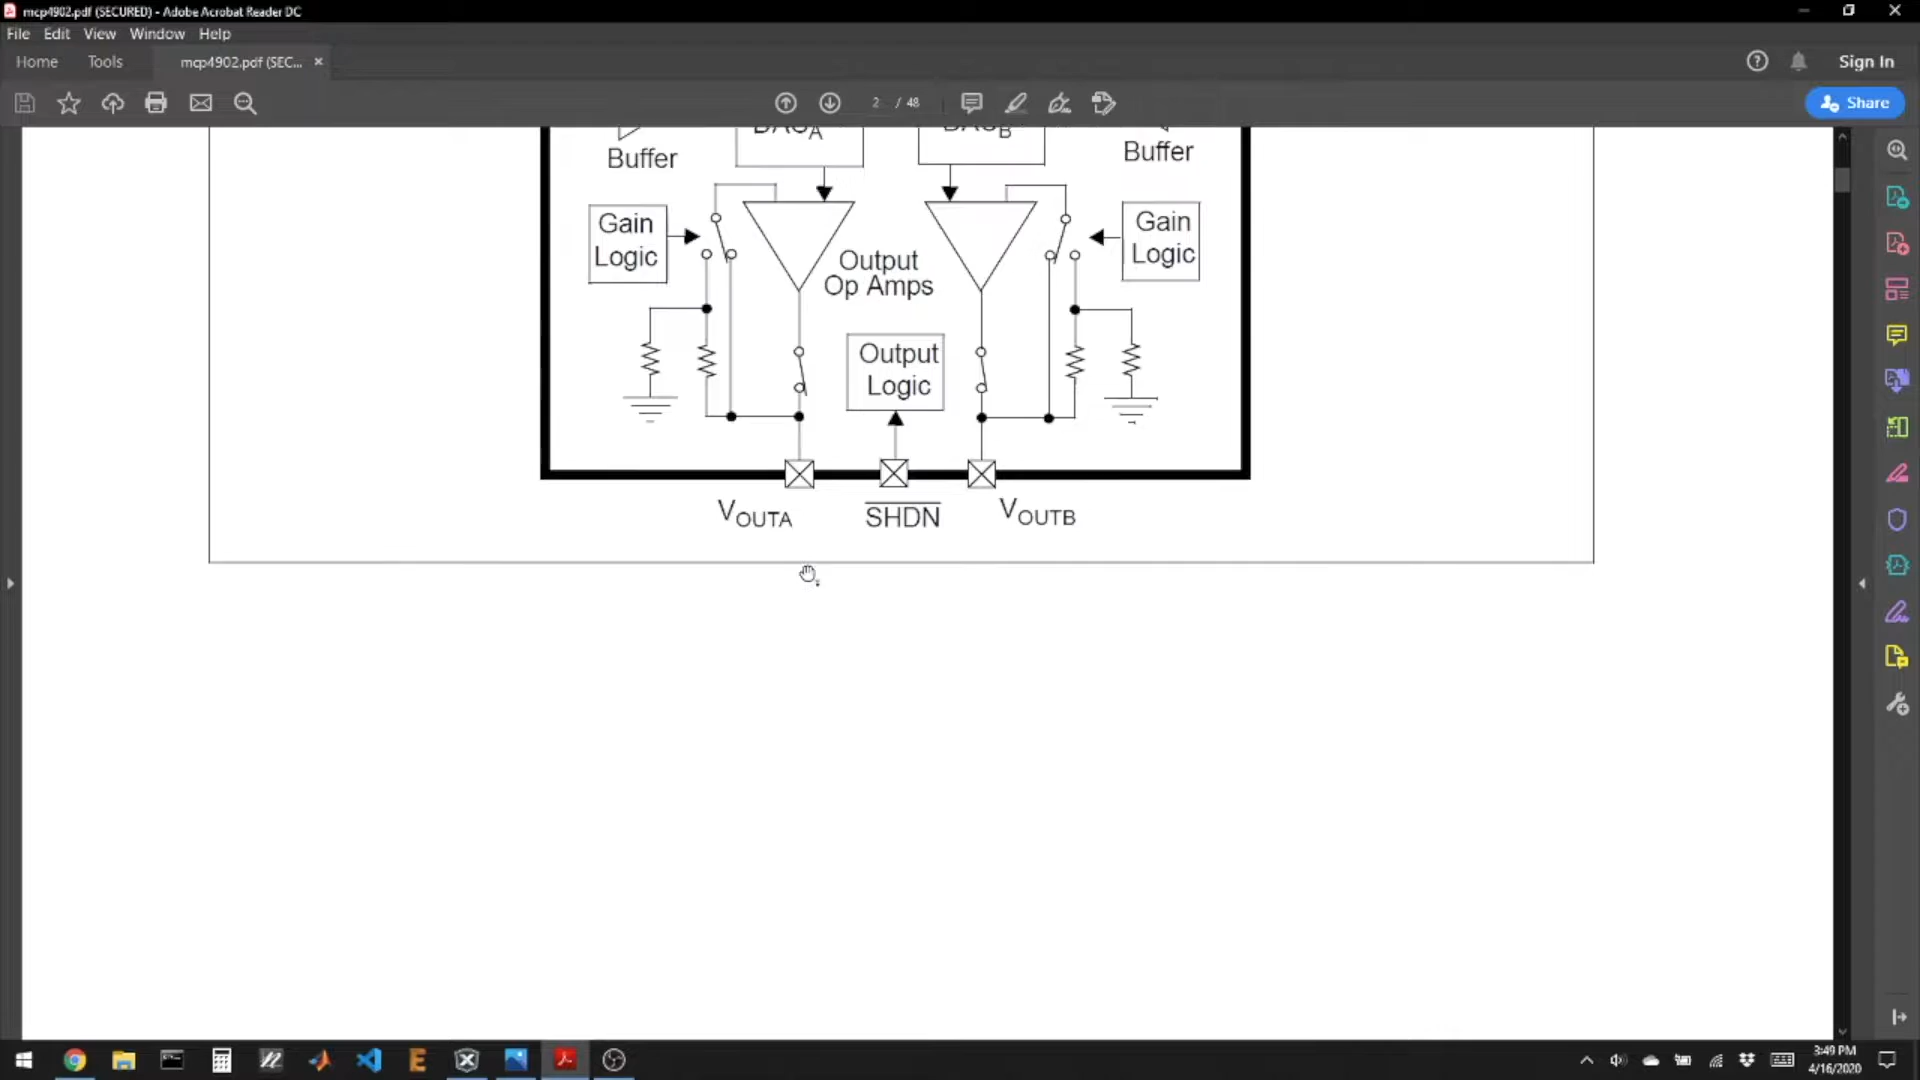 mcp4902.pdf (SECURED) - Adobe Acrobat Reader DC
File Edit View Window Help
Home Tools mcp4902.pdf (SEC... × Sign In
2 / 48 Share
DACA DACB
Buffer Buffer
Gain
Logic
Output
Op Amps
Gain
Logic
Output
Logic
VOUTA SHDN VOUTB
3:49 PM
4/16/2020